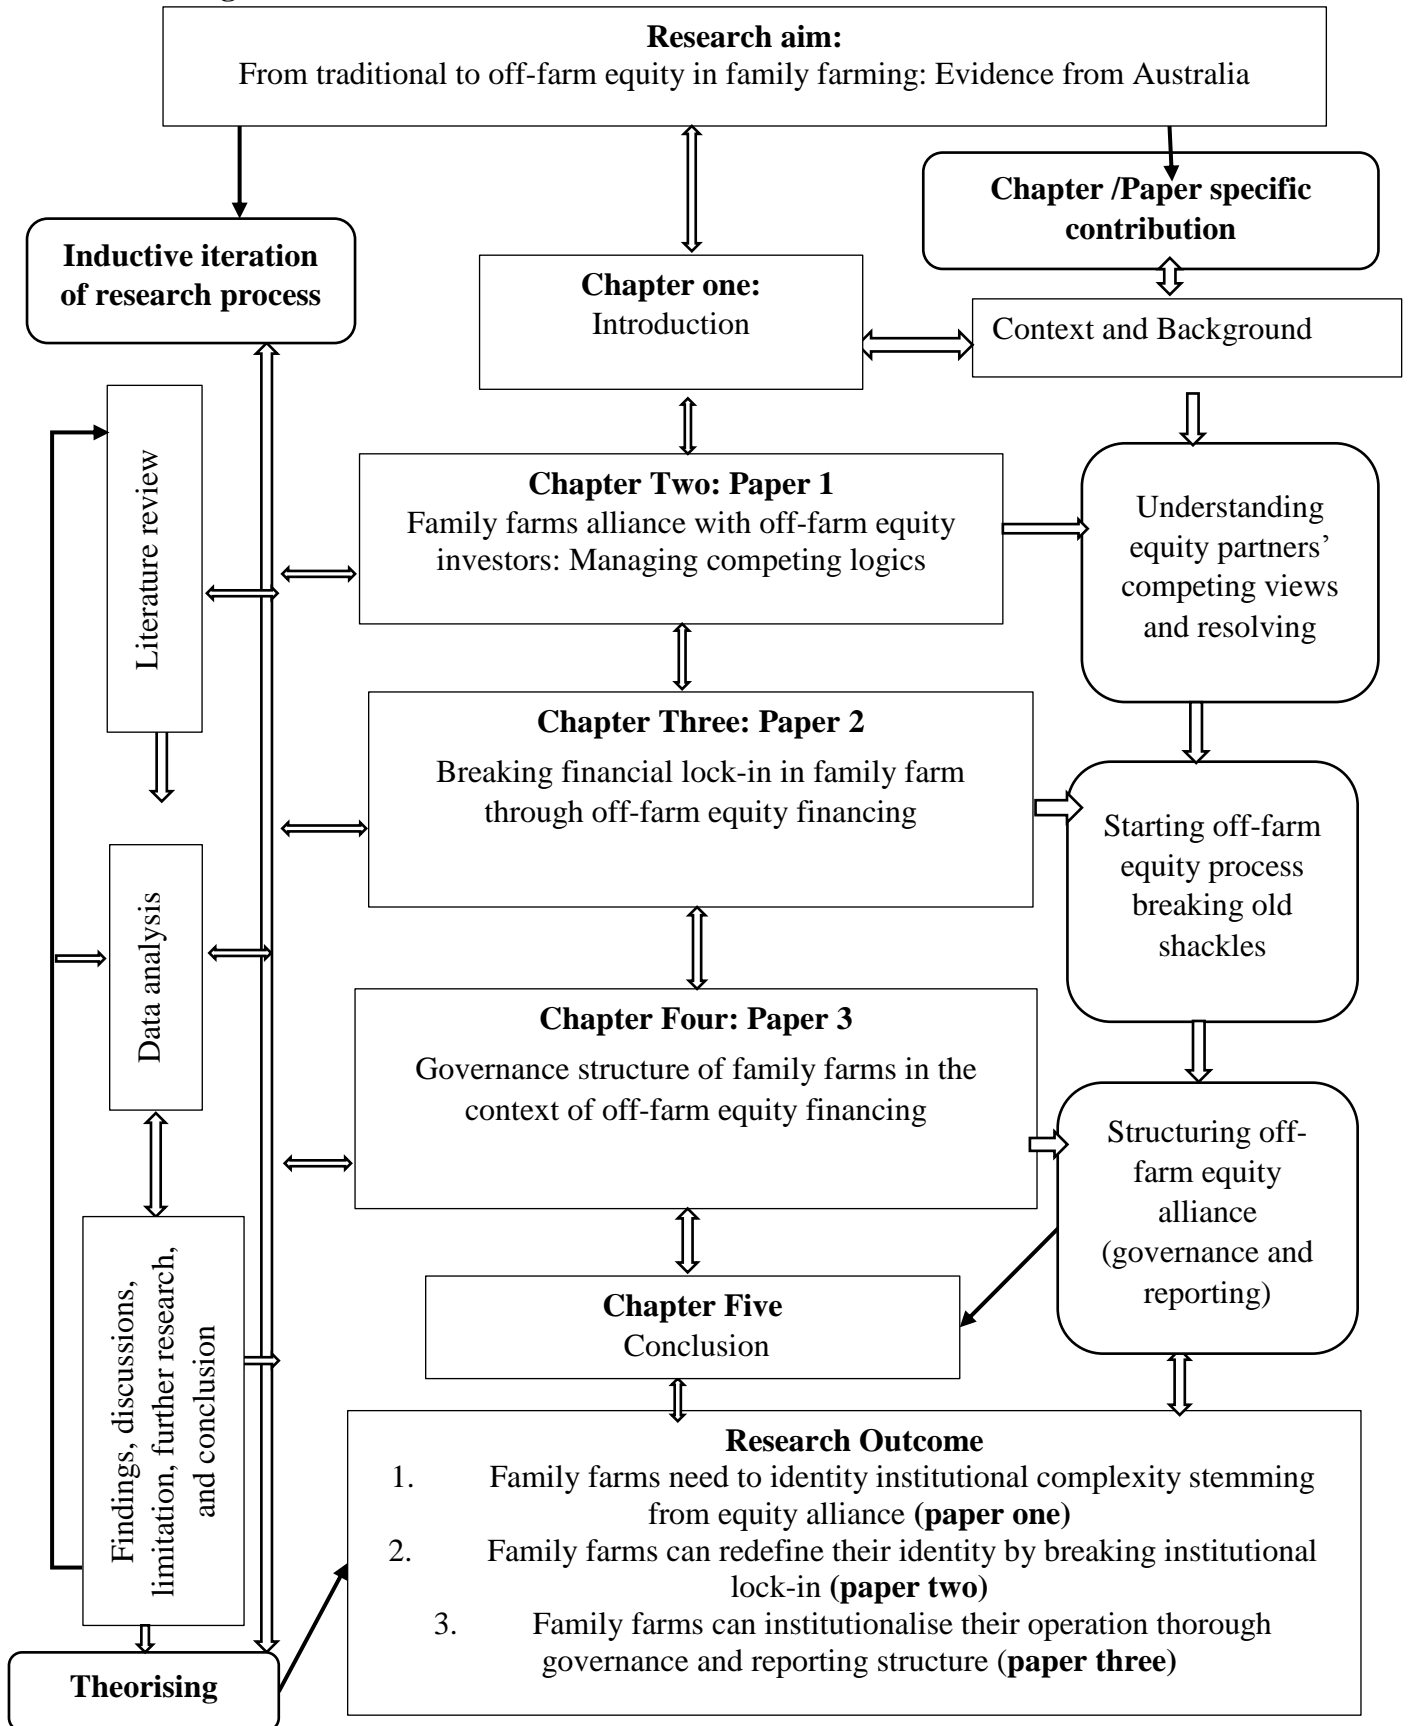 Research aim:
From traditional to off-farm equity in family farming: Evidence from Australia
Chapter /Paper specific
contribution
Inductive iteration
of research process
Chapter one:
Introduction
Context and Background
Literature review
Chapter Two: Paper 1
Family farms alliance with off-farm equity
investors: Managing competing logics
Understanding
equity partners’
competing views
and resolving
Chapter Three: Paper 2
Breaking financial lock-in in family farm
through off-farm equity financing
Starting off-farm
equity process
breaking old
shackles
Data analysis
Chapter Four: Paper 3
Governance structure of family farms in the
context of off-farm equity financing
Structuring off-
farm equity
alliance
(governance and
reporting)
Findings, discussions,
limitation, further research,
and conclusion
Chapter Five
Conclusion
Research Outcome
1. Family farms need to identity institutional complexity stemming
from equity alliance (paper one)
2. Family farms can redefine their identity by breaking institutional
lock-in (paper two)
3. Family farms can institutionalise their operation thorough
governance and reporting structure (paper three)
Theorising